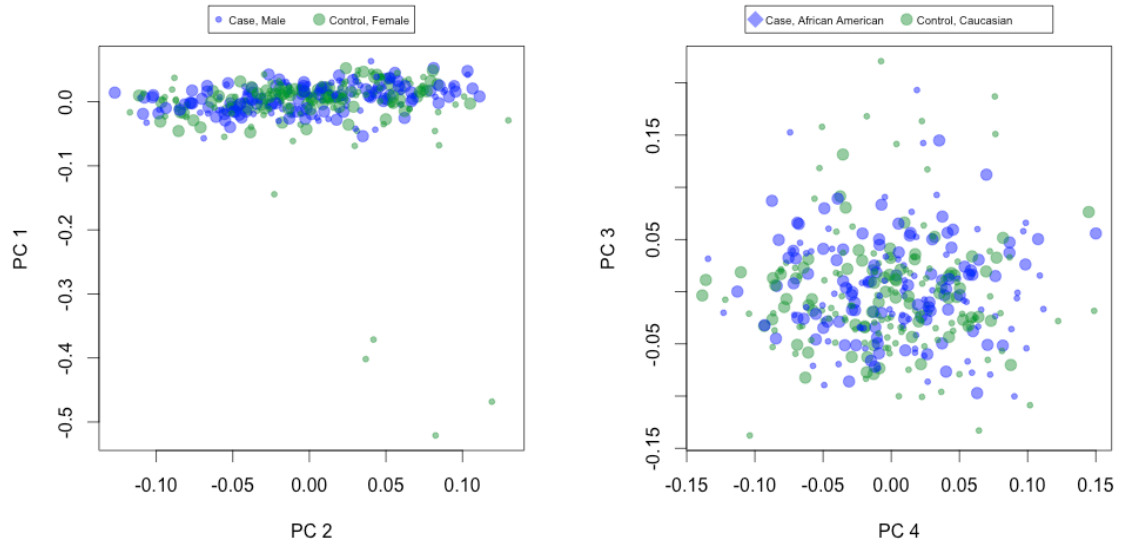 Case, Male Control, Female
0.0
-0.1
-0.2
-0.3
-0.4
-0.5
PC 1
-0.10 -0.05 0.00 0.05 0.10
PC 2
Case, African American Control, Caucasian
0.15
0.05
-0.05
-0.15
PC 3
-0.15 -0.10 -0.05 0.00 0.05 0.10 0.15
PC 4